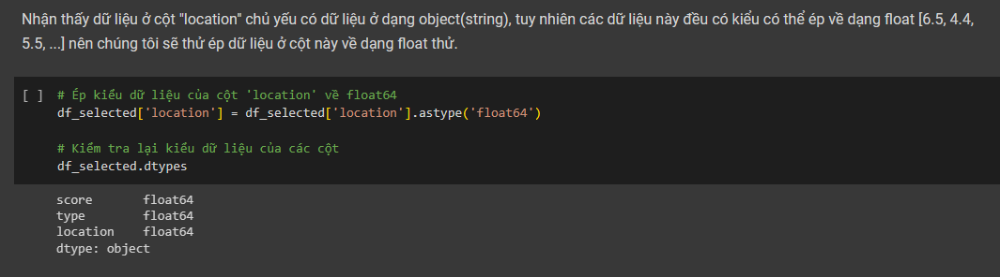 Nhận thấy dữ liệu ở cột "location" chủ yếu có dữ liệu ở dạng object(string), tuy nhiên các dữ liệu này đều có kiểu có thể ép về dạng float [6.5, 4.4,
5.5, ...] nên chúng tôi sẽ thử ép dữ liệu ở cột này về dạng float thử.
[ ] # Ép kiểu dữ liệu của cột 'location' về float64
df_selected['location'] = df_selected['location'].astype('float64')
# Kiểm tra lại kiểu dữ liệu của các cột
df_selected.dtypes
score float64
type float64
location float64
dtype: object